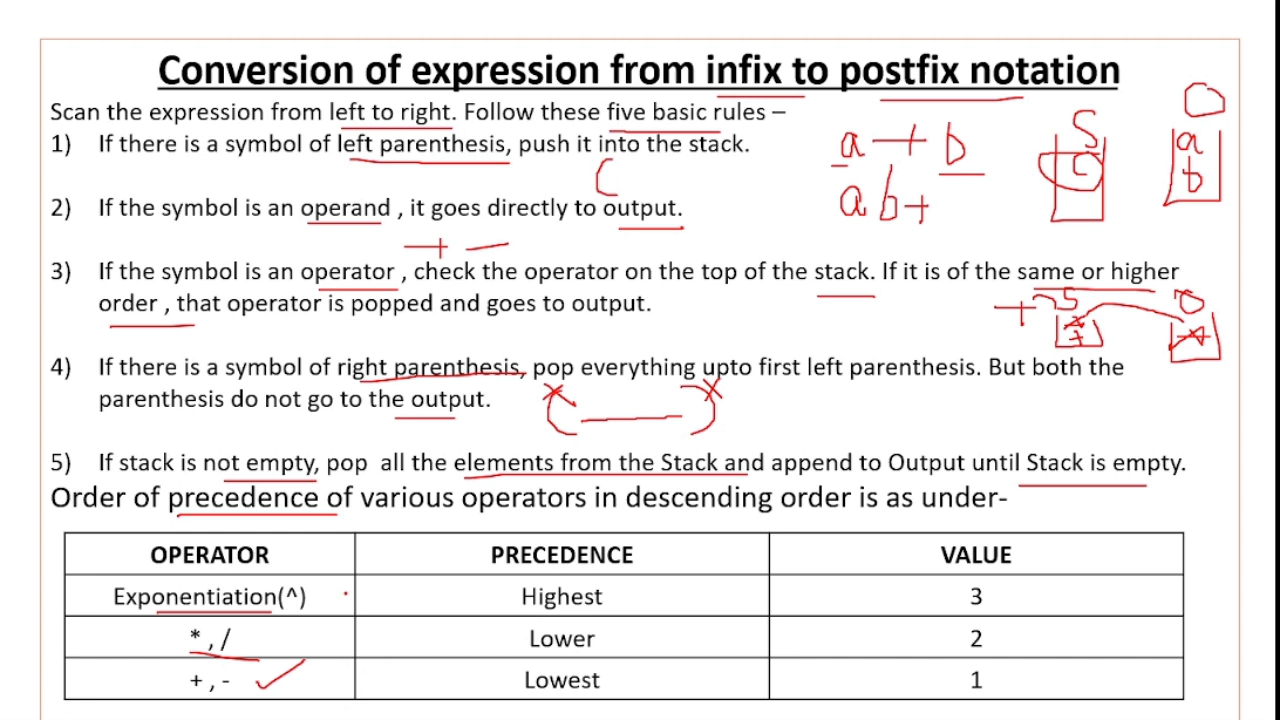 Conversion of expression from infix to postfix notation
Scan the expression from left to right. Follow these five basic rules –
1) If there is a symbol of left parenthesis, push it into the stack.
a + b
S
O
a
b
(
2) If the symbol is an operand , it goes directly to output.
ab+
+ -
3) If the symbol is an operator , check the operator on the top of the stack. If it is of the same or higher
order , that operator is popped and goes to output.
+
S
O
+
4) If there is a symbol of right parenthesis, pop everything upto first left parenthesis. But both the
parenthesis do not go to the output.
( )
5) If stack is not empty, pop all the elements from the Stack and append to Output until Stack is empty.
Order of precedence of various operators in descending order is as under-
OPERATOR PRECEDENCE VALUE
Exponentiation(^) Highest 3
* , / Lower 2
+ , - Lowest 1